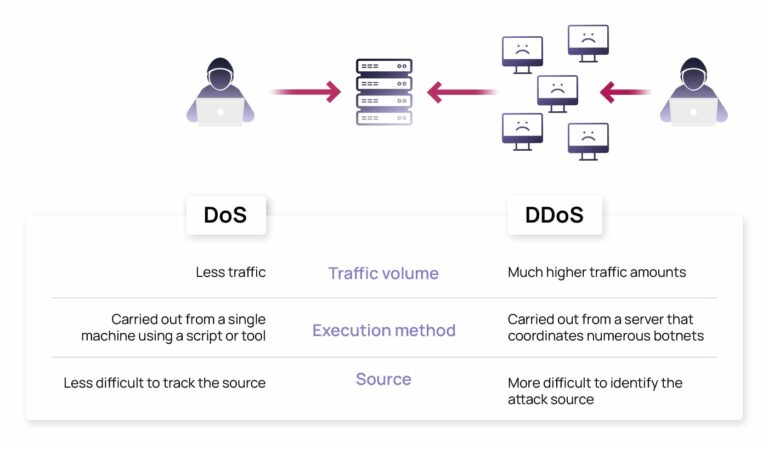 DoS
DDoS
Less traffic
Traffic volume
Much higher traffic amounts
Carried out from a single
machine using a script or tool
Execution method
Carried out from a server that
coordinates numerous botnets
Less difficult to track the source
Source
More difficult to identify the
attack source